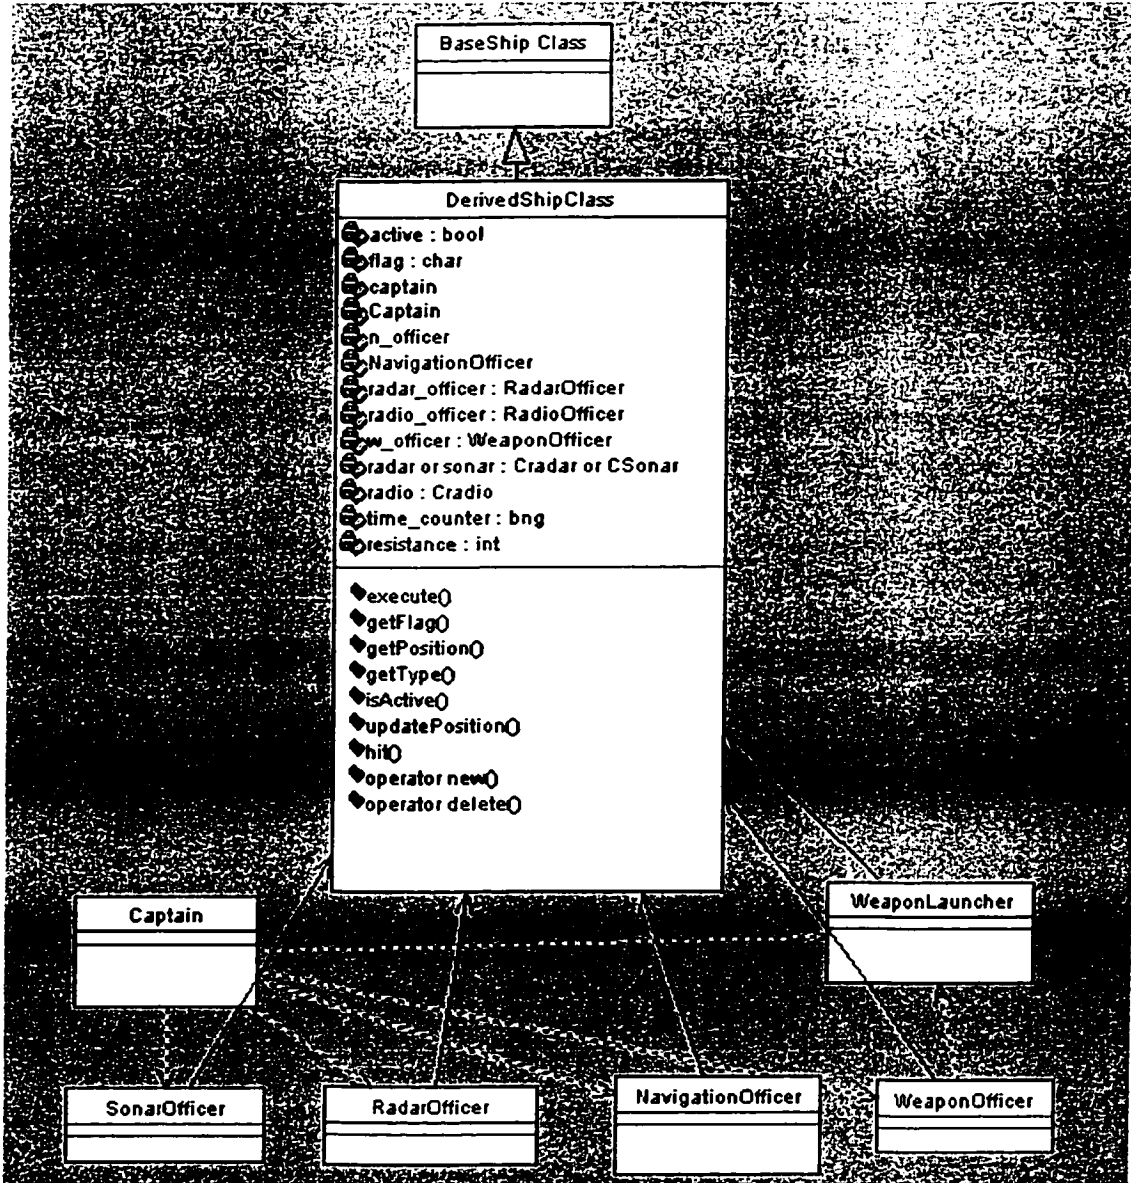 BaseShip Class
DerivedShipClass
active : bool
flag : char
captain
Captain
n_officer
NavigationOfficer
radar_officer : RadarOfficer
radio_officer : RadioOfficer
w_officer : WeaponOfficer
radar or sonar : Cradar or CSonar
radio : Cradio
time_counter : bng
resistance : int
execute()
getFlag()
getPosition()
getType()
isActive()
updatePosition()
hit()
operator new()
operator delete()
Captain
WeaponLauncher
SonarOfficer
RadarOfficer
NavigationOfficer
WeaponOfficer